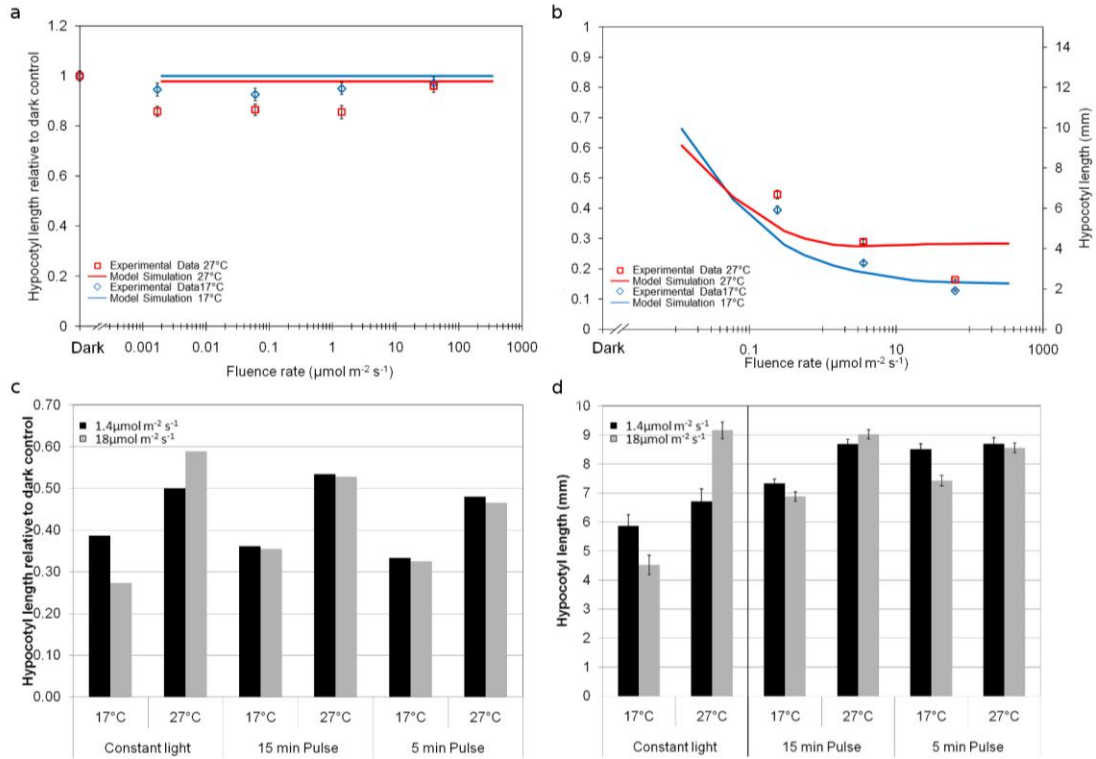 a
Hypocotyl length relative to dark control
1.2
1
0.8
0.6
0.4
0.2
0
Experimental Data 27°C
Model Simulation 27°C
Experimental Data17°C
Model Simulation 17°C
Dark
0.001
0.01
0.1
1
10
100
1000
Fluence rate (µmol m-2 s-1)
b
1
0.9
0.8
0.7
0.6
0.5
0.4
0.3
0.2
0.1
0
Experimental Data 27°C
Model Simulation 27°C
Experimental Data17°C
Model Simulation 17°C
14
12
10
8
6
4
2
0
Hypocotyl length (mm)
Dark
0.1
10
1000
Fluence rate (µmol m-2 s-1)
c
Hypocotyl length relative to dark control
0.70
0.60
0.50
0.40
0.30
0.20
0.10
0.00
1.4µmol m-2 s-1
18µmol m-2 s-1
17°C
27°C
17°C
27°C
17°C
27°C
Constant light
15 min Pulse
5 min Pulse
d
Hypocotyl length (mm)
10
9
8
7
6
5
4
3
2
1
0
1.4µmol m-2 s-1
18µmol m-2 s-1
17°C
27°C
17°C
27°C
17°C
27°C
Constant light
15 min Pulse
5 min Pulse